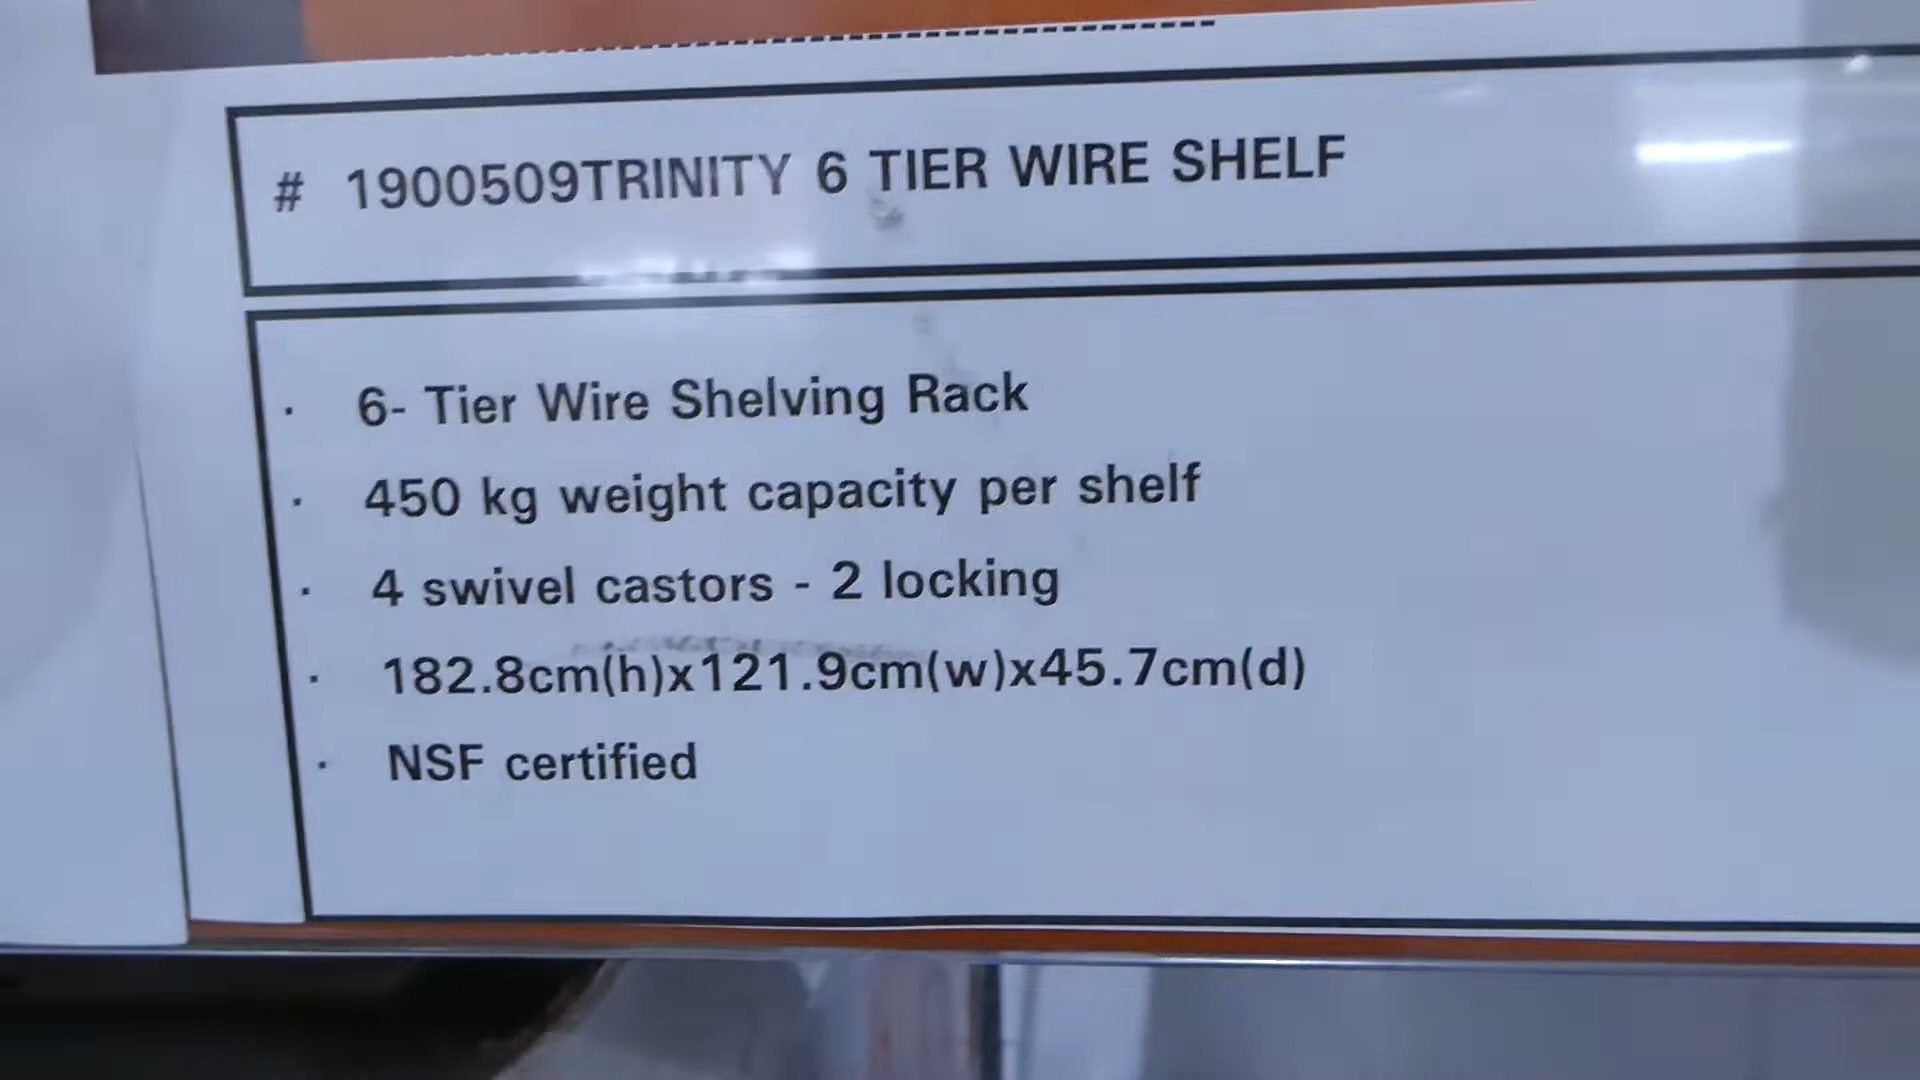 # 1900509TRINITY 6 TIER WIRE SHELF
· 6- Tier Wire Shelving Rack
· 450 kg weight capacity per shelf
· 4 swivel castors - 2 locking
· 182.8cm(h)x121.9cm(w)x45.7cm(d)
· NSF certified